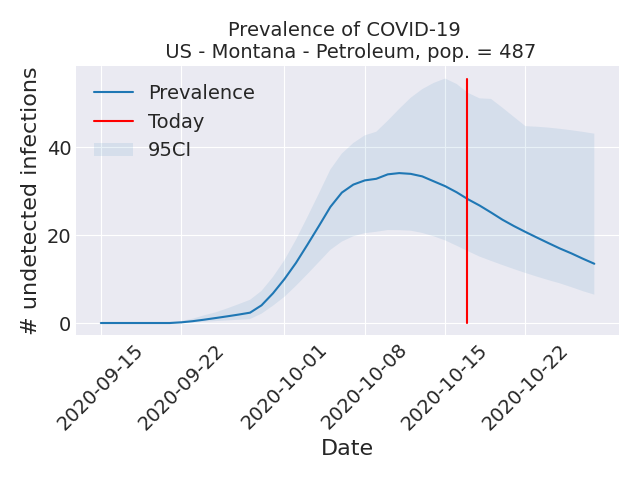 Prevalence of COVID-19
US - Montana - Petroleum, pop. = 487
# undetected infections
40
20
0
Prevalence
Today
95CI
2020-09-15
2020-09-22
2020-10-01
2020-10-08
2020-10-15
2020-10-22
Date